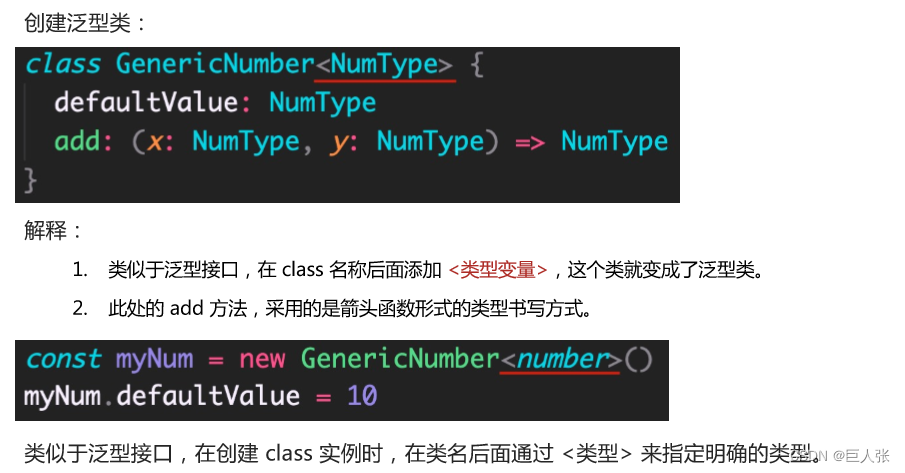 创建泛型类：
class GenericNumber<NumType> {
defaultValue: NumType
add: (x: NumType, y: NumType) => NumType
}
解释：
1. 类似于泛型接口，在 class 名称后面添加 <类型变量>，这个类就变成了泛型类。
2. 此处的 add 方法，采用的是箭头函数形式的类型书写方式。
const myNum = new GenericNumber<number>()
myNum.defaultValue = 10
类似于泛型接口，在创建 class 实例时，在类名后面通过 <类型> 来指定明确的类型。
CSDN @巨人张